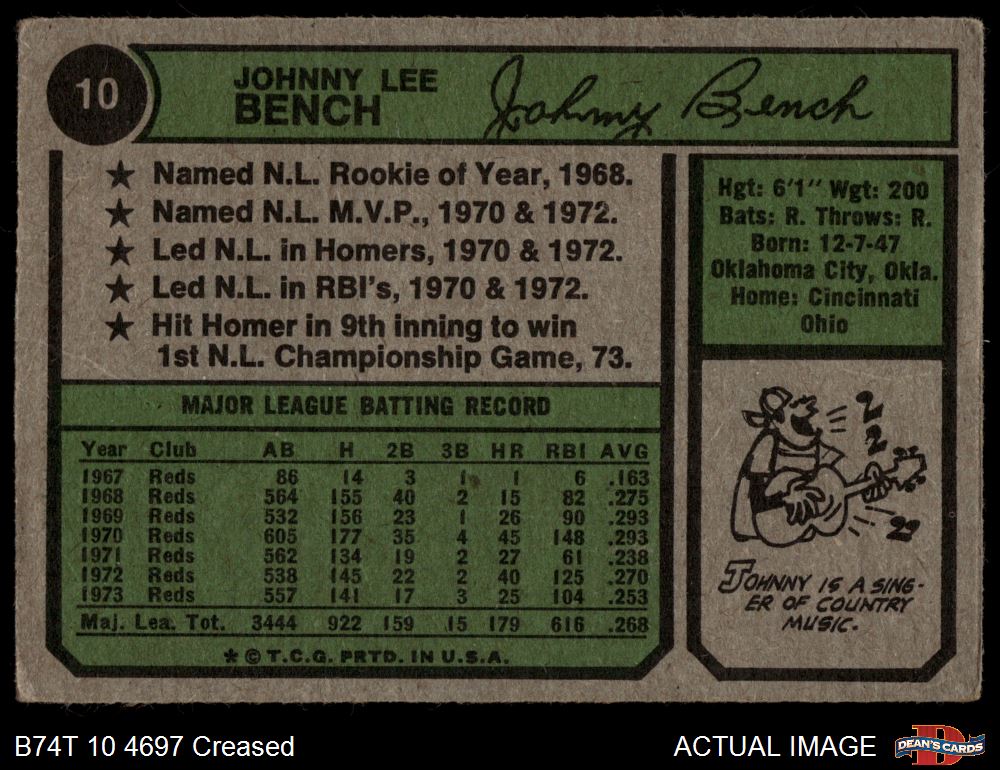 10
JOHNNY LEE
BENCH
Johnny Bench
★ Named N.L. Rookie of Year, 1968.
★ Named N.L. M.V.P., 1970 & 1972.
★ Led N.L. in Homers, 1970 & 1972.
★ Led N.L. in RBI's, 1970 & 1972.
★ Hit Homer in 9th inning to win
1st N.L. Championship Game, 73.
Hgt: 6'1" Wgt: 200
Bats: R. Throws: R.
Born: 12-7-47
Oklahoma City, Okla.
Home: Cincinnati
Ohio
MAJOR LEAGUE BATTING RECORD
Year Club AB H 2B 3B HR RBI AVG
1967 Reds 86 14 3 1 1 6 .163
1968 Reds 564 155 40 2 15 82 .275
1969 Reds 532 156 23 1 26 90 .293
1970 Reds 605 177 35 4 45 148 .293
1971 Reds 562 134 19 2 27 61 .238
1972 Reds 538 145 22 2 40 125 .270
1973 Reds 557 141 17 3 25 104 .253
Maj. Lea. Tot. 3444 922 159 15 179 616 .268
* © T.C.G. PRTD. IN U.S.A.
JOHNNY IS A SING-
ER OF COUNTRY
MUSIC.
B74T 10 4697 Creased
ACTUAL IMAGE
DEAN'S CARDS